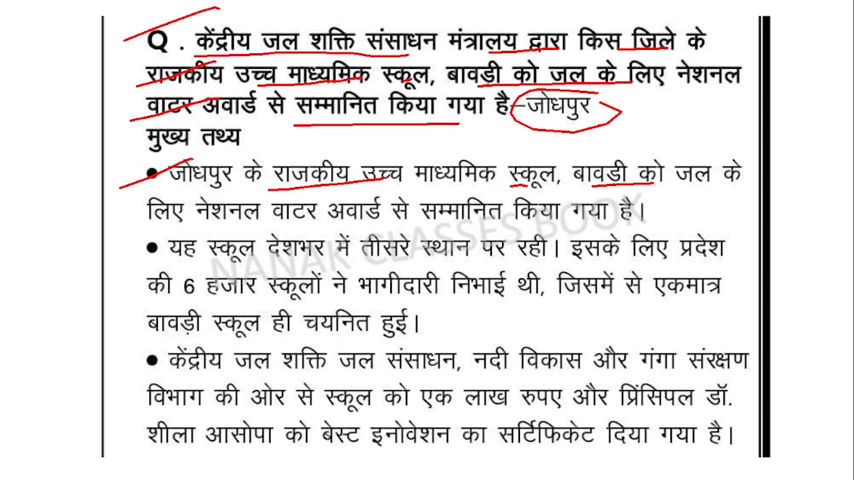 Q . केंद्रीय जल शक्ति संसाधन मंत्रालय द्वारा किस जिले के
राजकीय उच्च माध्यमिक स्कूल, बावडी को जल के लिए नेशनल
वाटर अवार्ड से सम्मानित किया गया है–जोधपुर
मुख्य तथ्य
● जोधपुर के राजकीय उच्च माध्यमिक स्कूल, बावडी को जल के
लिए नेशनल वाटर अवार्ड से सम्मानित किया गया है।
● यह स्कूल देशभर में तीसरे स्थान पर रही। इसके लिए प्रदेश
की 6 हजार स्कूलों ने भागीदारी निभाई थी, जिसमें से एकमात्र
बावड़ी स्कूल ही चयनित हुई।
● केंद्रीय जल शक्ति जल संसाधन, नदी विकास और गंगा संरक्षण
विभाग की ओर से स्कूल को एक लाख रुपए और प्रिंसिपल डॉ.
शीला आसोपा को बेस्ट इनोवेशन का सर्टिफिकेट दिया गया है।
NANAK CLASSES BOOK